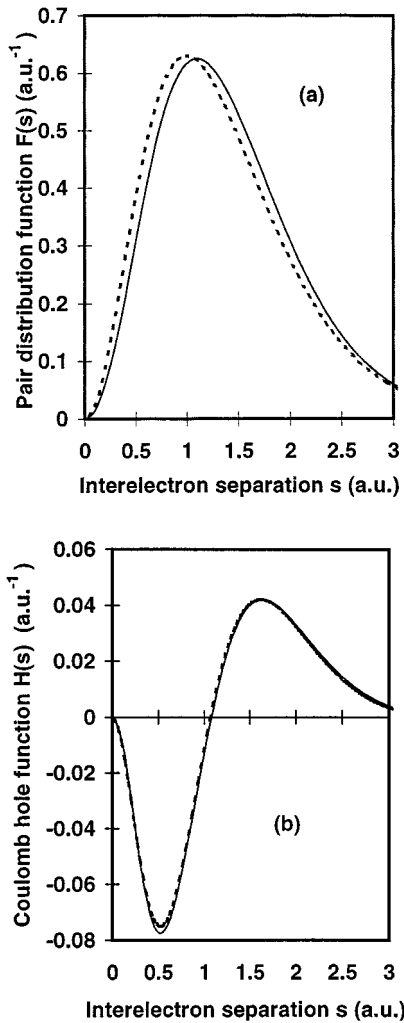 Pair distribution function F(s) (a.u.⁻¹)
0.7
0.6
0.5
0.4
0.3
0.2
0.1
0
(a)
0 0.5 1 1.5 2 2.5 3
Interelectron separation s (a.u.)
Coulomb hole function H(s) (a.u.⁻¹)
0.06
0.04
0.02
0
-0.02
-0.04
-0.06
-0.08
(b)
0 0.5 1 1.5 2 2.5 3
Interelectron separation s (a.u.)